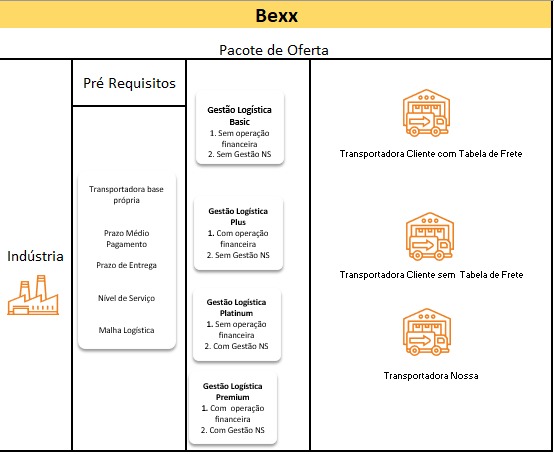 Bexx
Pacote de Oferta
Indústria
Pré Requisitos
Transportadora base
própria
Prazo Médio
Pagamento
Prazo de Entrega
Nível de Serviço
Malha Logística
Gestão Logística
Basic
1. Sem operação
financeira
2. Sem Gestão NS
Gestão Logística
Plus
1. Com operação
financeira
2. Sem Gestão NS
Gestão Logística
Platinum
1. Sem operação
financeira
2. Com Gestão NS
Gestão Logística
Premium
1. Com operação
financeira
2. Com Gestão NS
Transportadora Cliente com Tabela de Frete
Transportadora Cliente sem Tabela de Frete
Transportadora Nossa